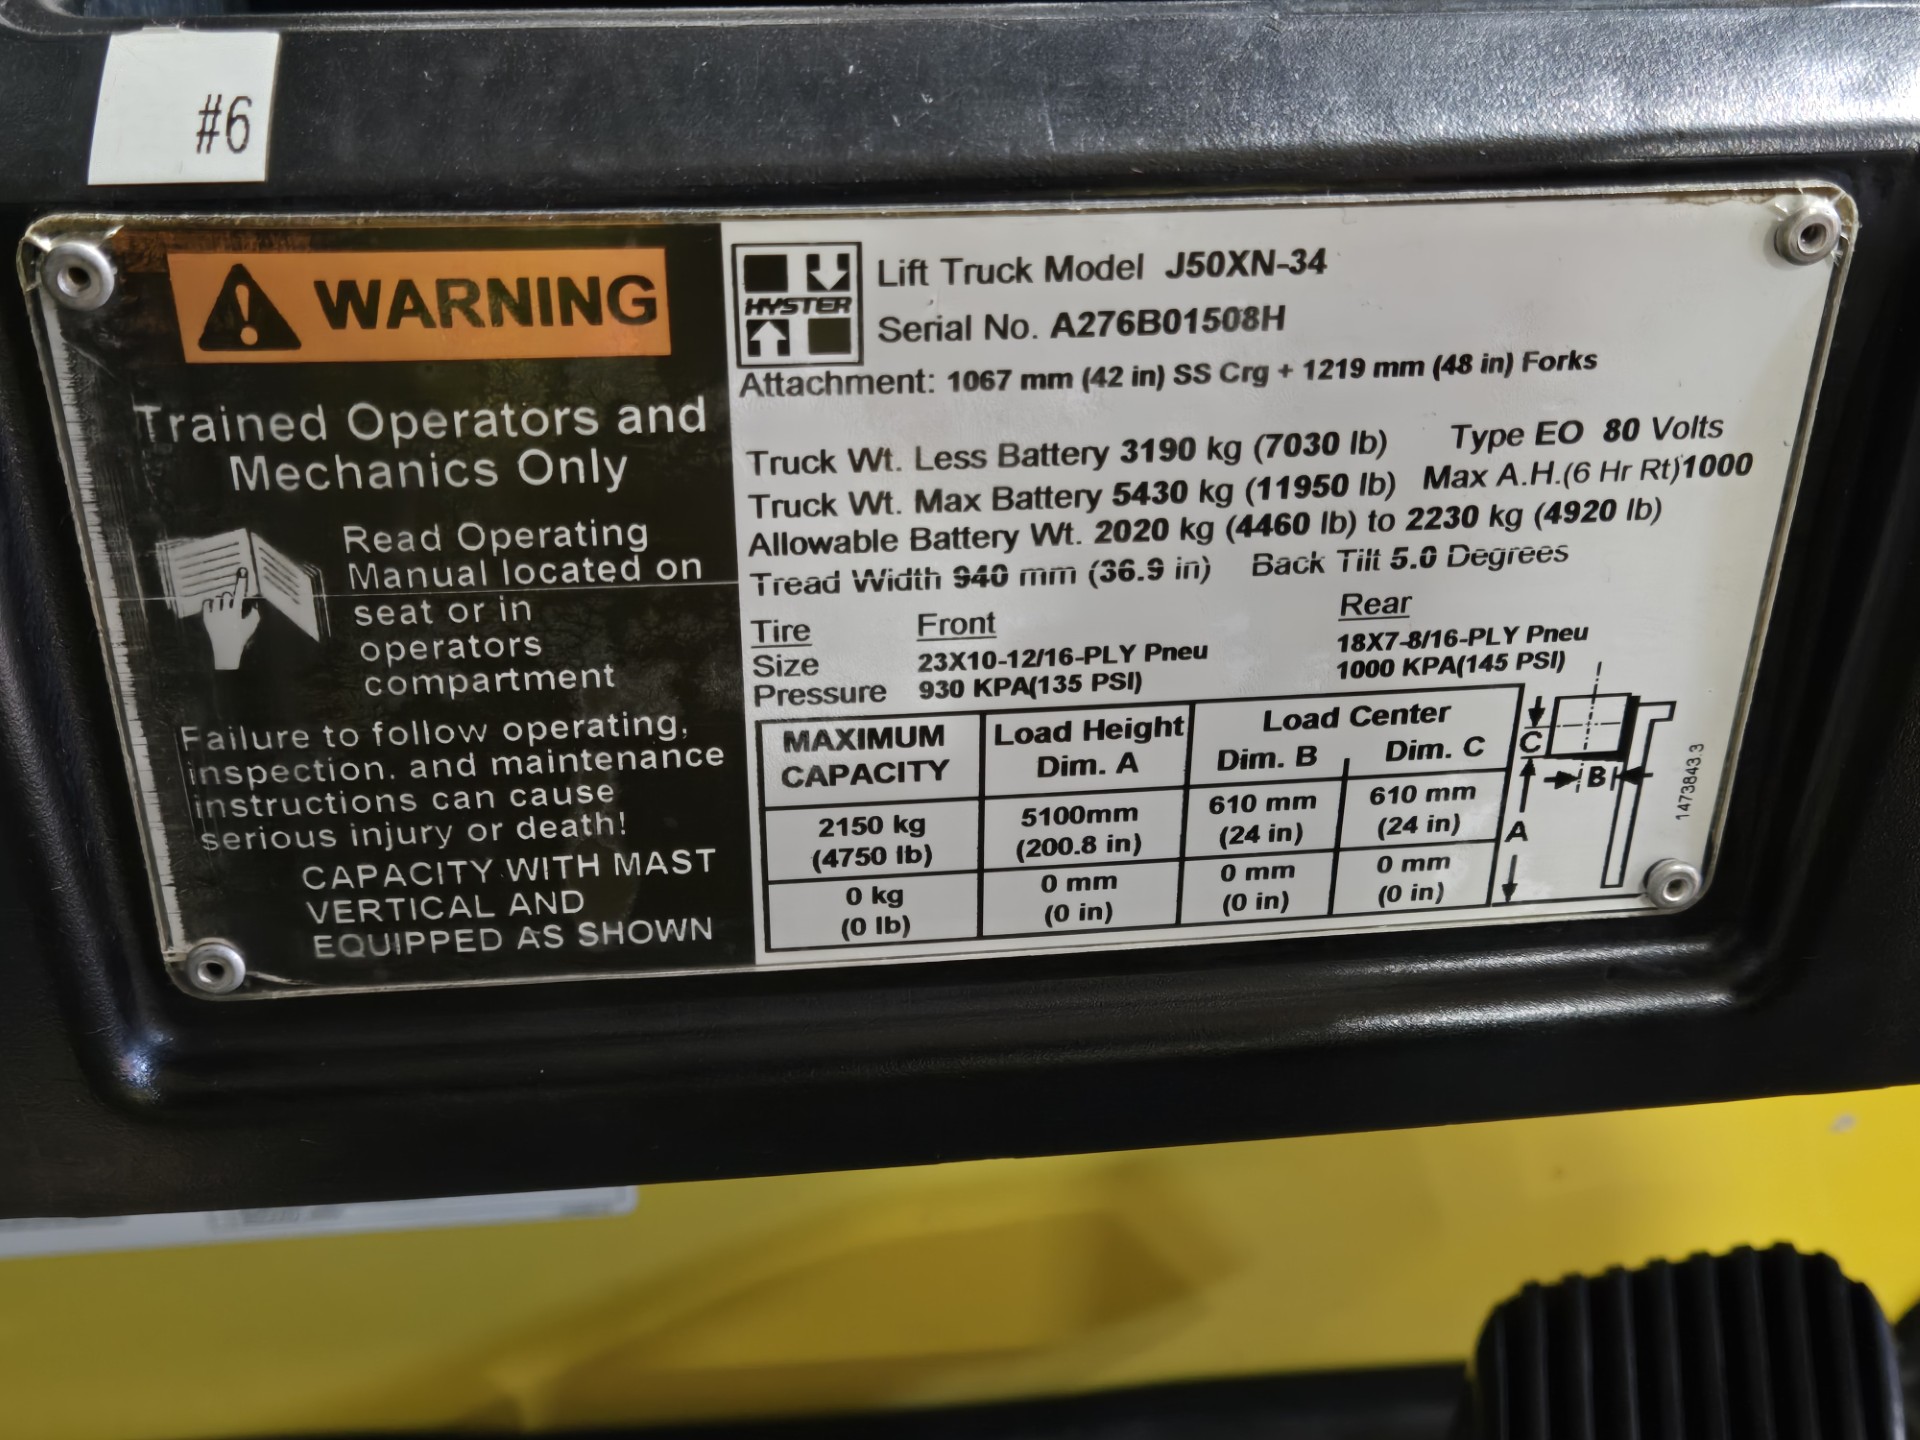 #6
WARNING
Trained Operators and
Mechanics Only
Read Operating
Manual located on
seat or in
operators
compartment
Failure to follow operating,
inspection, and maintenance
instructions can cause
serious injury or death!
CAPACITY WITH MAST
VERTICAL AND
EQUIPPED AS SHOWN
HYSTER
Lift Truck Model J50XN-34
Serial No. A276B01508H
Attachment: 1067 mm (42 in) SS Crg + 1219 mm (48 in) Forks
Truck Wt. Less Battery 3190 kg (7030 lb) Type EO 80 Volts
Truck Wt. Max Battery 5430 kg (11950 lb) Max A.H.(6 Hr Rt)1000
Allowable Battery Wt. 2020 kg (4460 lb) to 2230 kg (4920 lb)
Tread Width 940 mm (36.9 in) Back Tilt 5.0 Degrees
Tire Front Rear
Size 23X10-12/16-PLY Pneu 18X7-8/16-PLY Pneu
Pressure 930 KPA(135 PSI) 1000 KPA(145 PSI)
MAXIMUM CAPACITY Load Height Dim. A Load Center Dim. B Dim. C
2150 kg 5100mm 610 mm 610 mm
(4750 lb) (200.8 in) (24 in) (24 in)
0 kg 0 mm 0 mm 0 mm
(0 lb) (0 in) (0 in) (0 in)
C
B
A
1473843.3